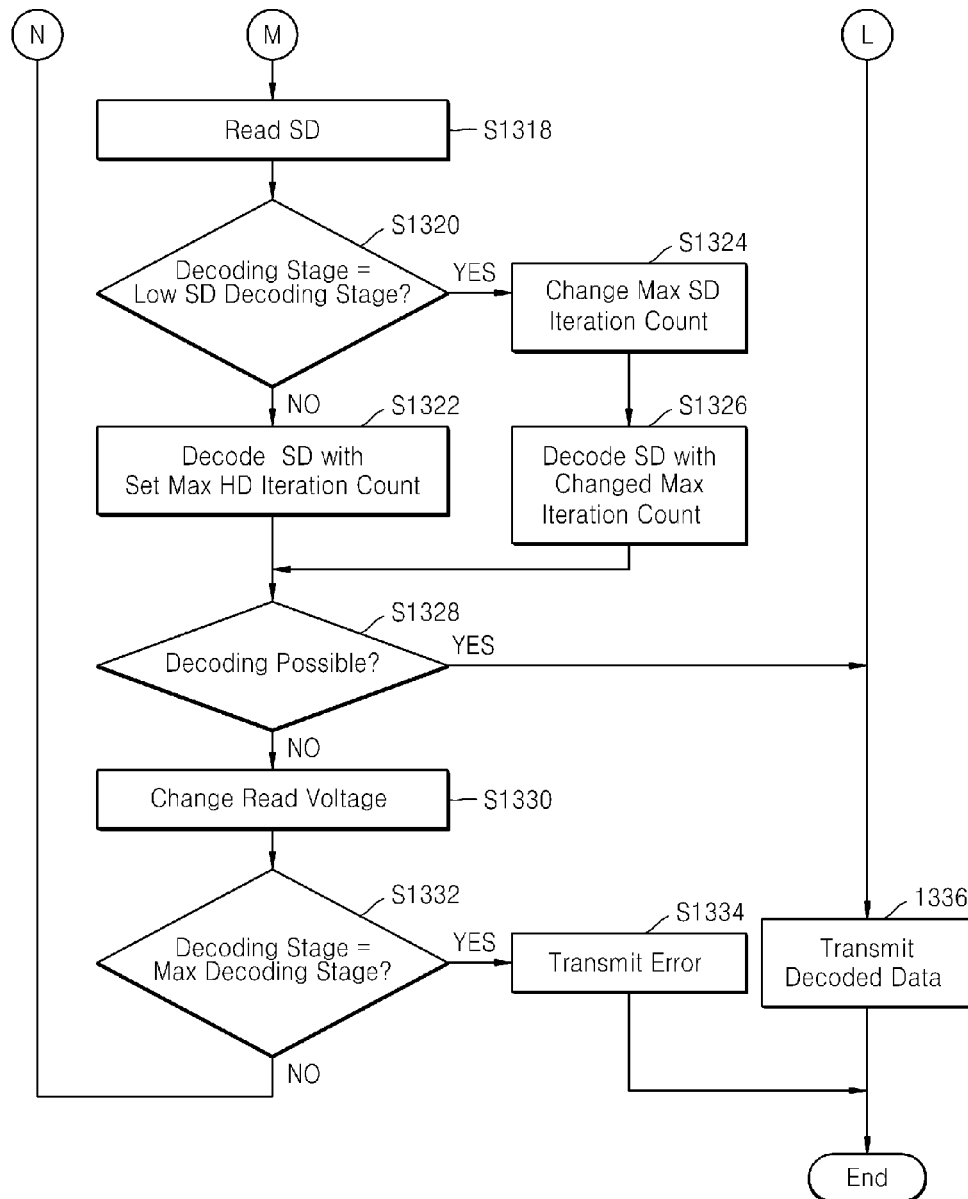 N
M
L
Read SD
S1318
S1320
Decoding Stage =
Low SD Decoding Stage?
YES
S1324
Change Max SD
Iteration Count
NO
S1322
Decode SD with
Set Max HD Iteration Count
S1326
Decode SD with
Changed Max
Iteration Count
S1328
Decoding Possible?
YES
NO
Change Read Voltage
S1330
S1332
Decoding Stage =
Max Decoding Stage?
YES
S1334
Transmit Error
1336
Transmit
Decoded Data
NO
End